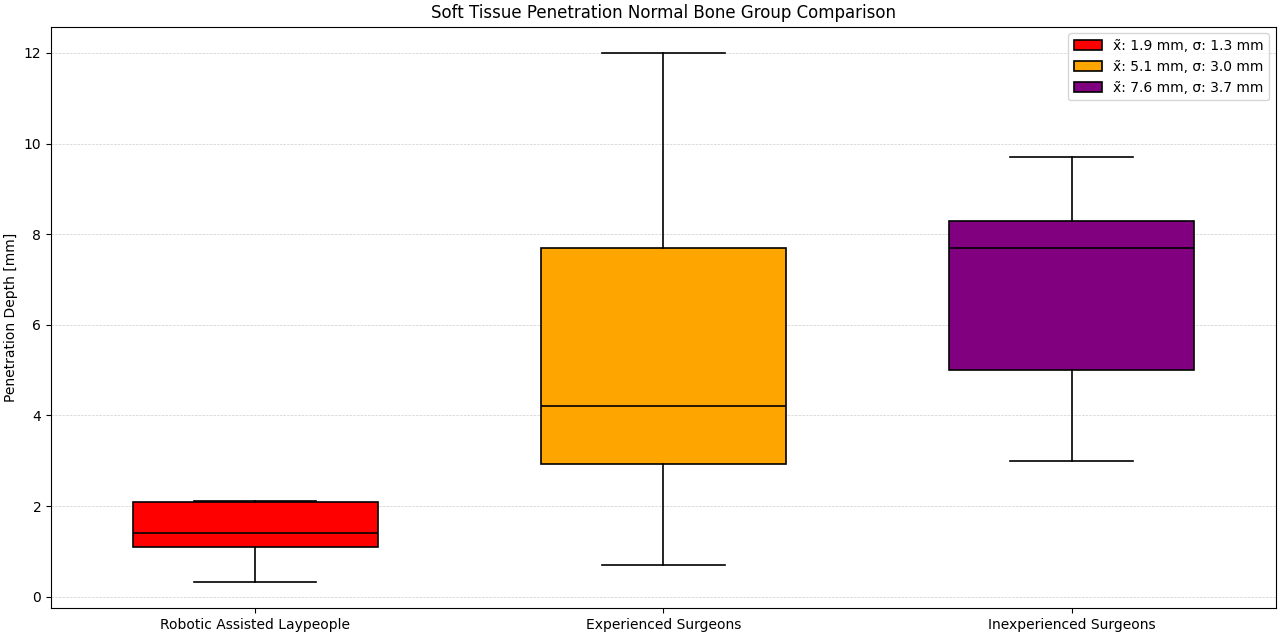 Soft Tissue Penetration Normal Bone Group Comparison
x̃: 1.9 mm, σ: 1.3 mm
x̃: 5.1 mm, σ: 3.0 mm
x̃: 7.6 mm, σ: 3.7 mm
Penetration Depth [mm]
12
10
8
6
4
2
0
Robotic Assisted Laypeople
Experienced Surgeons
Inexperienced Surgeons